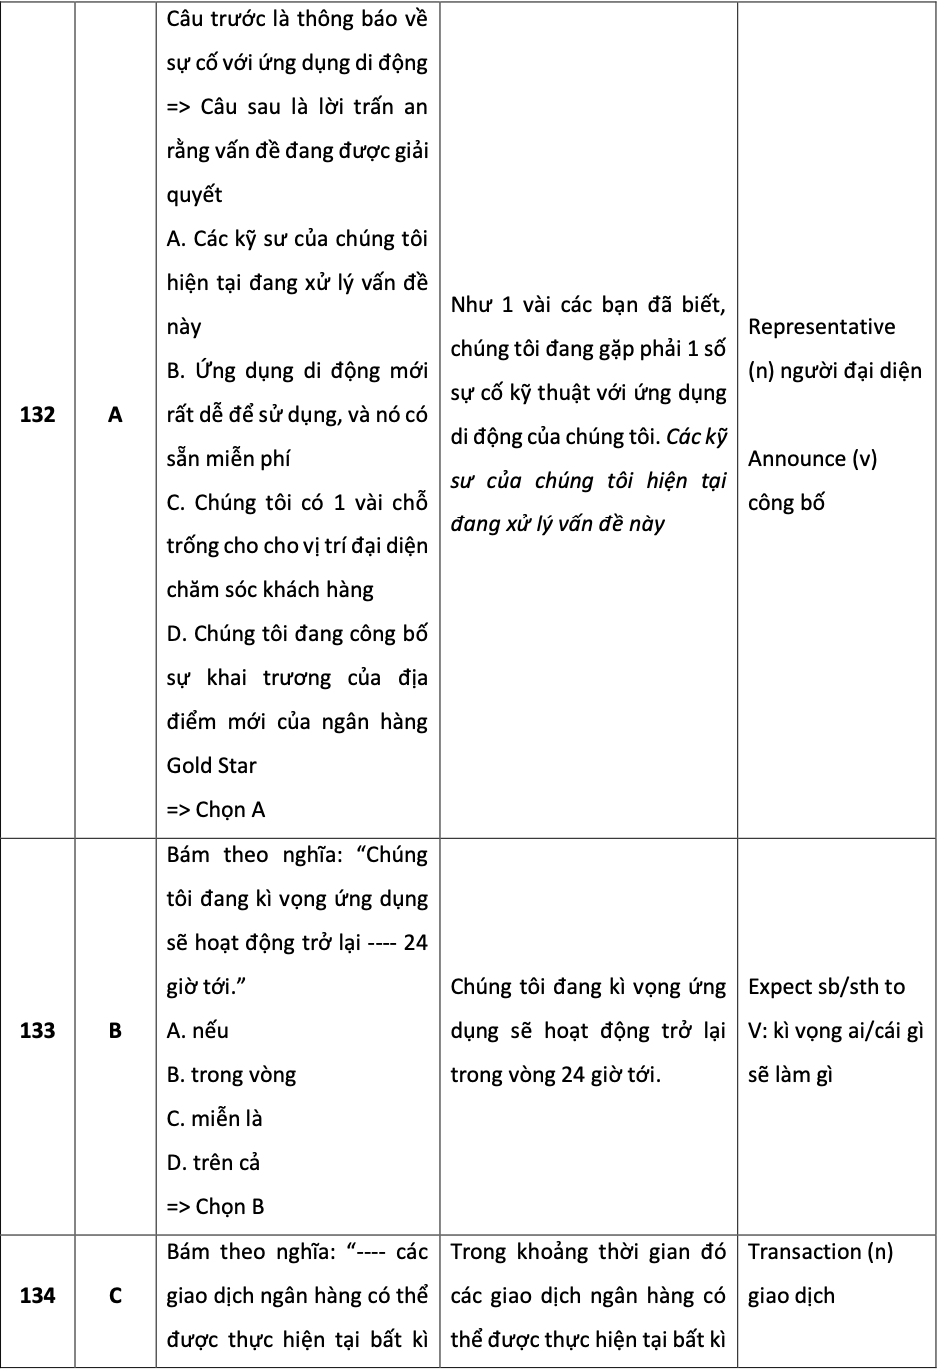 132
A
Câu trước là thông báo về
sự cố với ứng dụng di động
=> Câu sau là lời trấn an
rằng vấn đề đang được giải
quyết
A. Các kỹ sư của chúng tôi
hiện tại đang xử lý vấn đề
này
B. Ứng dụng di động mới
rất dễ để sử dụng, và nó có
sẵn miễn phí
C. Chúng tôi có 1 vài chỗ
trống cho cho vị trí đại diện
chăm sóc khách hàng
D. Chúng tôi đang công bố
sự khai trương của địa
điểm mới của ngân hàng
Gold Star
=> Chọn A
Như 1 vài các bạn đã biết,
chúng tôi đang gặp phải 1 số
sự cố kỹ thuật với ứng dụng
di động của chúng tôi. Các kỹ
sư của chúng tôi hiện tại
đang xử lý vấn đề này
Representative
(n) người đại diện
Announce (v)
công bố
133
B
Bám theo nghĩa: “Chúng
tôi đang kì vọng ứng dụng
sẽ hoạt động trở lại ---- 24
giờ tới.”
A. nếu
B. trong vòng
C. miễn là
D. trên cả
=> Chọn B
Chúng tôi đang kì vọng ứng
dụng sẽ hoạt động trở lại
trong vòng 24 giờ tới.
Expect sb/sth to
V: kì vọng ai/cái gì
sẽ làm gì
134
C
Bám theo nghĩa: “---- các
giao dịch ngân hàng có thể
được thực hiện tại bất kì
Trong khoảng thời gian đó
các giao dịch ngân hàng có
thể được thực hiện tại bất kì
Transaction (n)
giao dịch